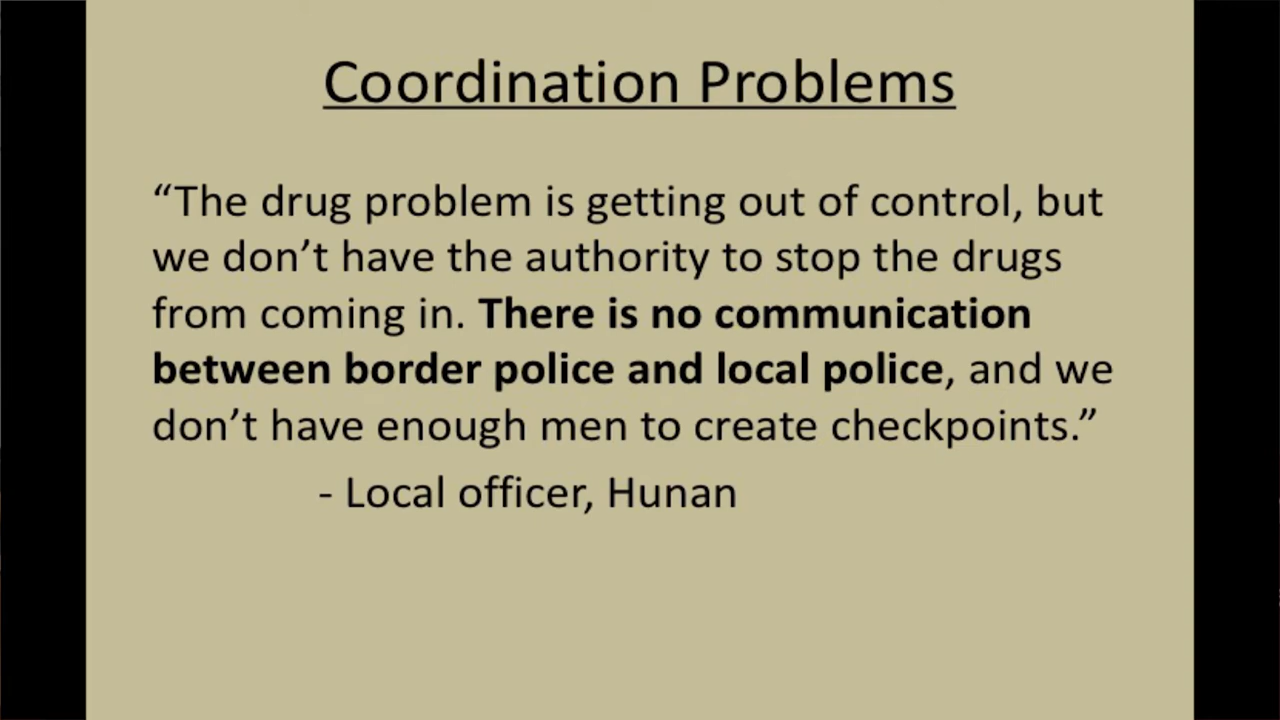 Coordination Problems
“The drug problem is getting out of control, but
we don’t have the authority to stop the drugs
from coming in. There is no communication
between border police and local police, and we
don’t have enough men to create checkpoints.”
- Local officer, Hunan